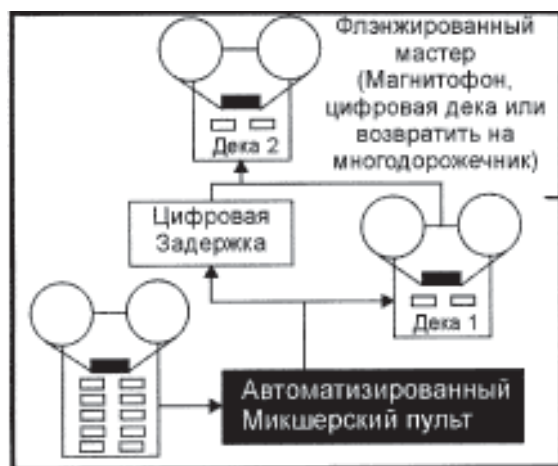 Флэнжированный
мастер
(Магнитофон,
цифровая дека или
возвратить на
многодорожечник)
Дека 2
Цифровая
Задержка
Дека 1
Автоматизированный
Микшерский пульт